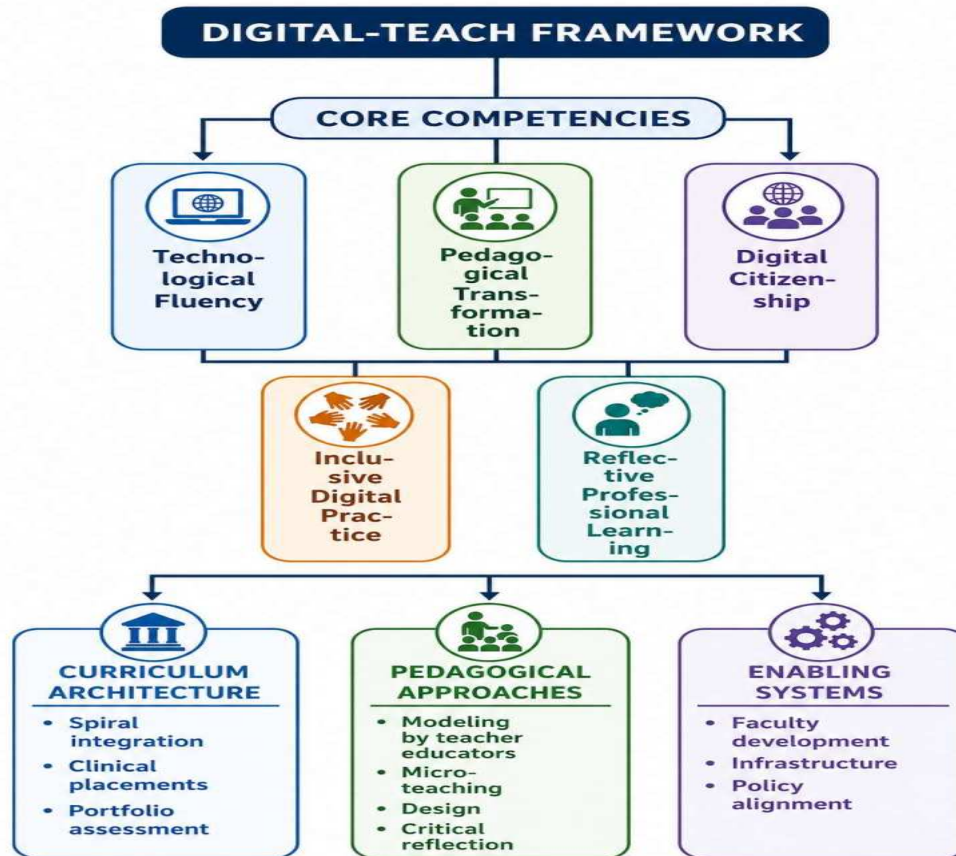 DIGITAL-TEACH FRAMEWORK
CORE COMPETENCIES
Techno-
logical
Fluency
Pedago-
gical
Trans-
forma-
tion
Digital
Citizen-
ship
Inclu-
sive
Digital
Prac-
tice
Reflec-
tive
Profes-
sional
Learn-
ing
CURRICULUM
ARCHITECTURE
• Spiral
integration
• Clinical
placements
• Portfolio
assessment
PEDAGOGICAL
APPROACHES
• Modeling
by teacher
educators
• Micro-
teaching
• Design
• Critical
reflection
ENABLING
SYSTEMS
• Faculty
development
• Infrastructure
• Policy
alignment